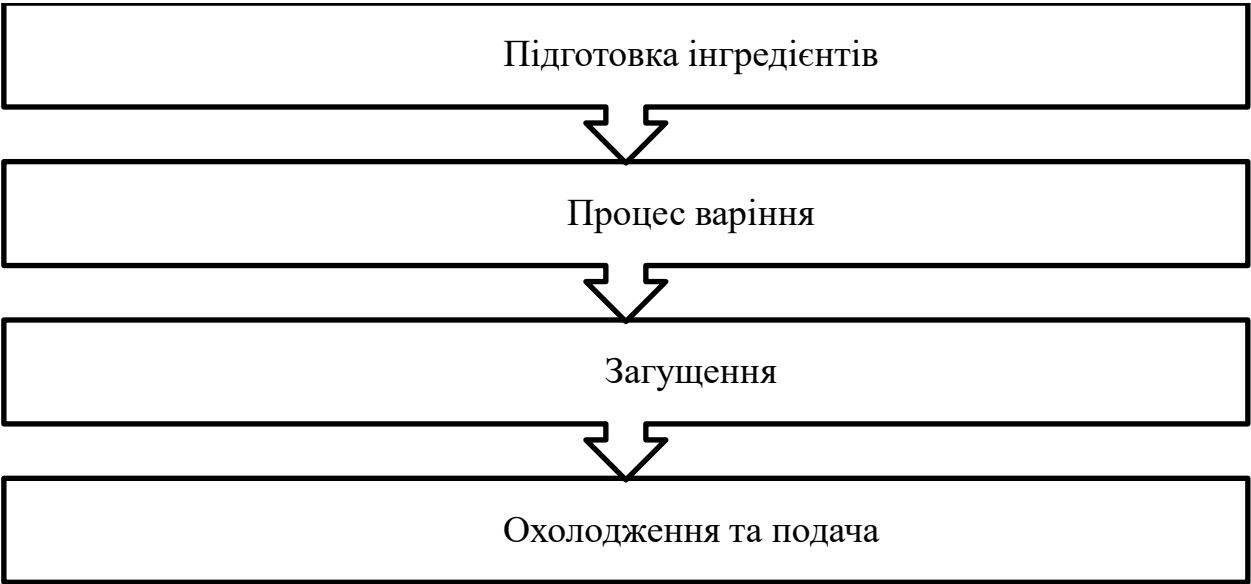 Підготовка інгредієнтів
Процес варіння
Загущення
Охолодження та подача